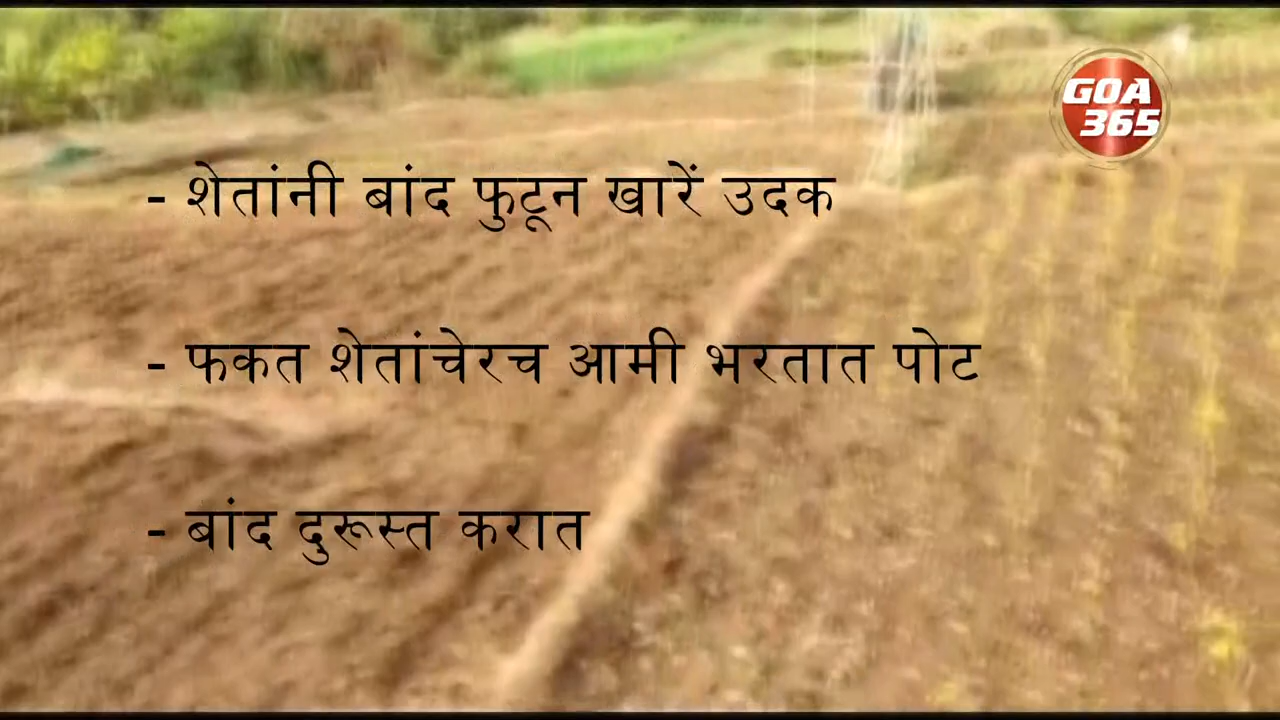 GOA
365
- शेतांनी बांद फुटून खारें उदक
- फकत शेतांचेरच आमी भरतात पोट
- बांद दुरूस्त करात